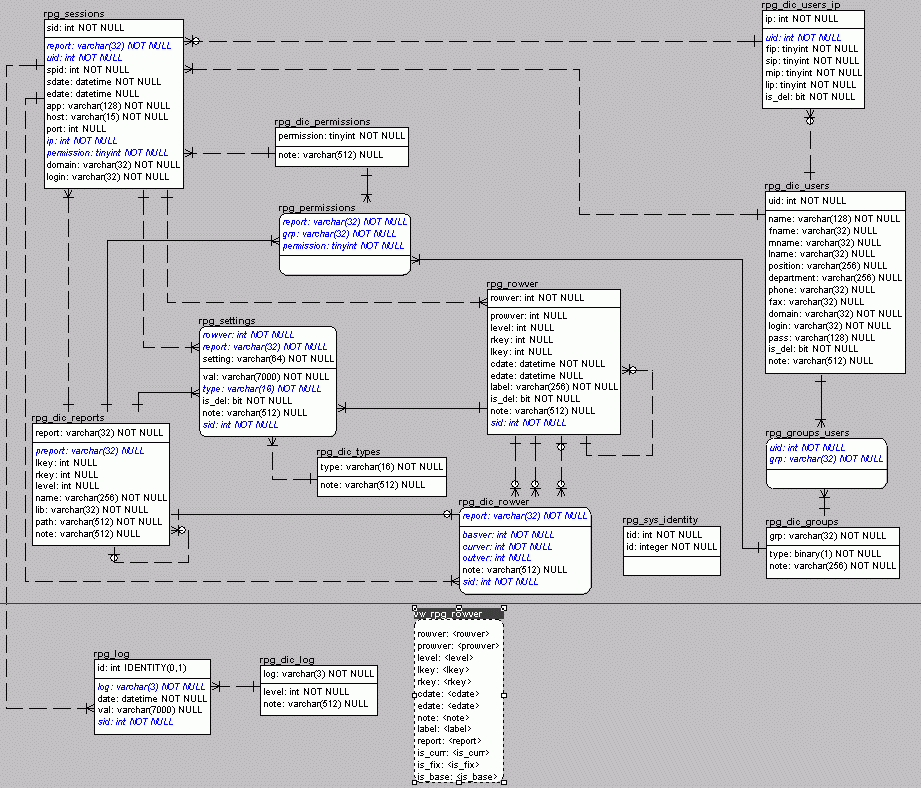 rpg_sessions
sid: int NOT NULL
report: varchar(32) NOT NULL
uid: int NOT NULL
spid: int NOT NULL
sdate: datetime NOT NULL
edate: datetime NULL
app: varchar(128) NOT NULL
host: varchar(15) NOT NULL
port: int NULL
ip: int NOT NULL
permission: tinyint NOT NULL
domain: varchar(32) NOT NULL
login: varchar(32) NOT NULL
rpg_dic_users_ip
ip: int NOT NULL
uid: int NOT NULL
fip: tinyint NOT NULL
sip: tinyint NOT NULL
mip: tinyint NOT NULL
lip: tinyint NOT NULL
is_del: bit NOT NULL
rpg_dic_permissions
permission: tinyint NOT NULL
note: varchar(512) NULL
rpg_permissions
report: varchar(32) NOT NULL
grp: varchar(32) NOT NULL
permission: tinyint NOT NULL
rpg_dic_users
uid: int NOT NULL
name: varchar(128) NOT NULL
fname: varchar(32) NULL
mname: varchar(32) NULL
lname: varchar(32) NULL
position: varchar(256) NULL
department: varchar(256) NULL
phone: varchar(32) NULL
fax: varchar(32) NULL
domain: varchar(32) NOT NULL
login: varchar(32) NOT NULL
pass: varchar(128) NULL
is_del: bit NOT NULL
note: varchar(512) NULL
rpg_rowver
rowver: int NOT NULL
prowver: int NOT NULL
level: int NOT NULL
rkey: int NOT NULL
lkey: int NOT NULL
cdate: datetime NOT NULL
edate: datetime NULL
label: varchar(256) NOT NULL
report: varchar(32) NOT NULL
note: varchar(512) NULL
sid: int NOT NULL
rpg_settings
rowver: int NOT NULL
report: varchar(32) NOT NULL
setting: varchar(64) NOT NULL
val: varchar(7000) NOT NULL
type: varchar(16) NOT NULL
is_del: bit NOT NULL
note: varchar(512) NULL
sid: int NOT NULL
rpg_dic_reports
report: varchar(32) NOT NULL
preport: varchar(32) NULL
lkey: int NULL
rkey: int NULL
level: int NULL
name: varchar(256) NOT NULL
lib: varchar(32) NOT NULL
path: varchar(512) NOT NULL
note: varchar(512) NULL
rpg_dic_types
type: varchar(16) NOT NULL
note: varchar(512) NULL
rpg_groups_users
uid: int NOT NULL
grp: varchar(32) NOT NULL
rpg_dic_rowver
report: varchar(32) NOT NULL
basver: int NOT NULL
curver: int NOT NULL
outver: int NULL
note: varchar(512) NULL
sid: int NOT NULL
rpg_sys_identity
tid: int NOT NULL
id: integer NOT NULL
rpg_dic_groups
grp: varchar(32) NOT NULL
type: binary(1) NOT NULL
note: varchar(256) NULL
vw_rpg_rowver
rowver: <rowver>
prowver: <prowver>
level: <level>
lkey: <lkey>
rkey: <rkey>
cdate: <cdate>
edate: <edate>
note: <note>
label: <label>
report: <report>
is_curr: <is_curr>
is_fix: <is_fix>
is_base: <is_base>
rpg_log
id: int IDENTITY(0,1)
log: varchar(3) NOT NULL
date: datetime NOT NULL
val: varchar(7000) NULL
sid: int NOT NULL
rpg_dic_log
log: varchar(3) NOT NULL
level: int NOT NULL
note: varchar(512) NULL